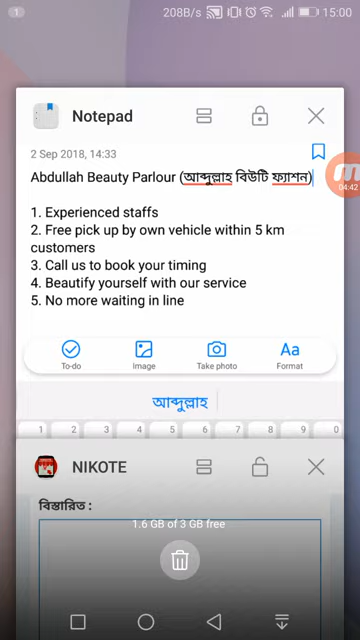 1 208B/s 15:00
Notepad
2 Sep 2018, 14:33
Abdullah Beauty Parlour (আব্দুল্লাহ বিউটি ফ্যাশন)
1. Experienced staffs
2. Free pick up by own vehicle within 5 km
customers
3. Call us to book your timing
4. Beautify yourself with our service
5. No more waiting in line
04:42
To-do Image Take photo Format
আব্দুল্লাহ
1 2 3 4 5 6 7 8 9 0
NIKOTE
বিস্তারিত :
1.6 GB of 3 GB free